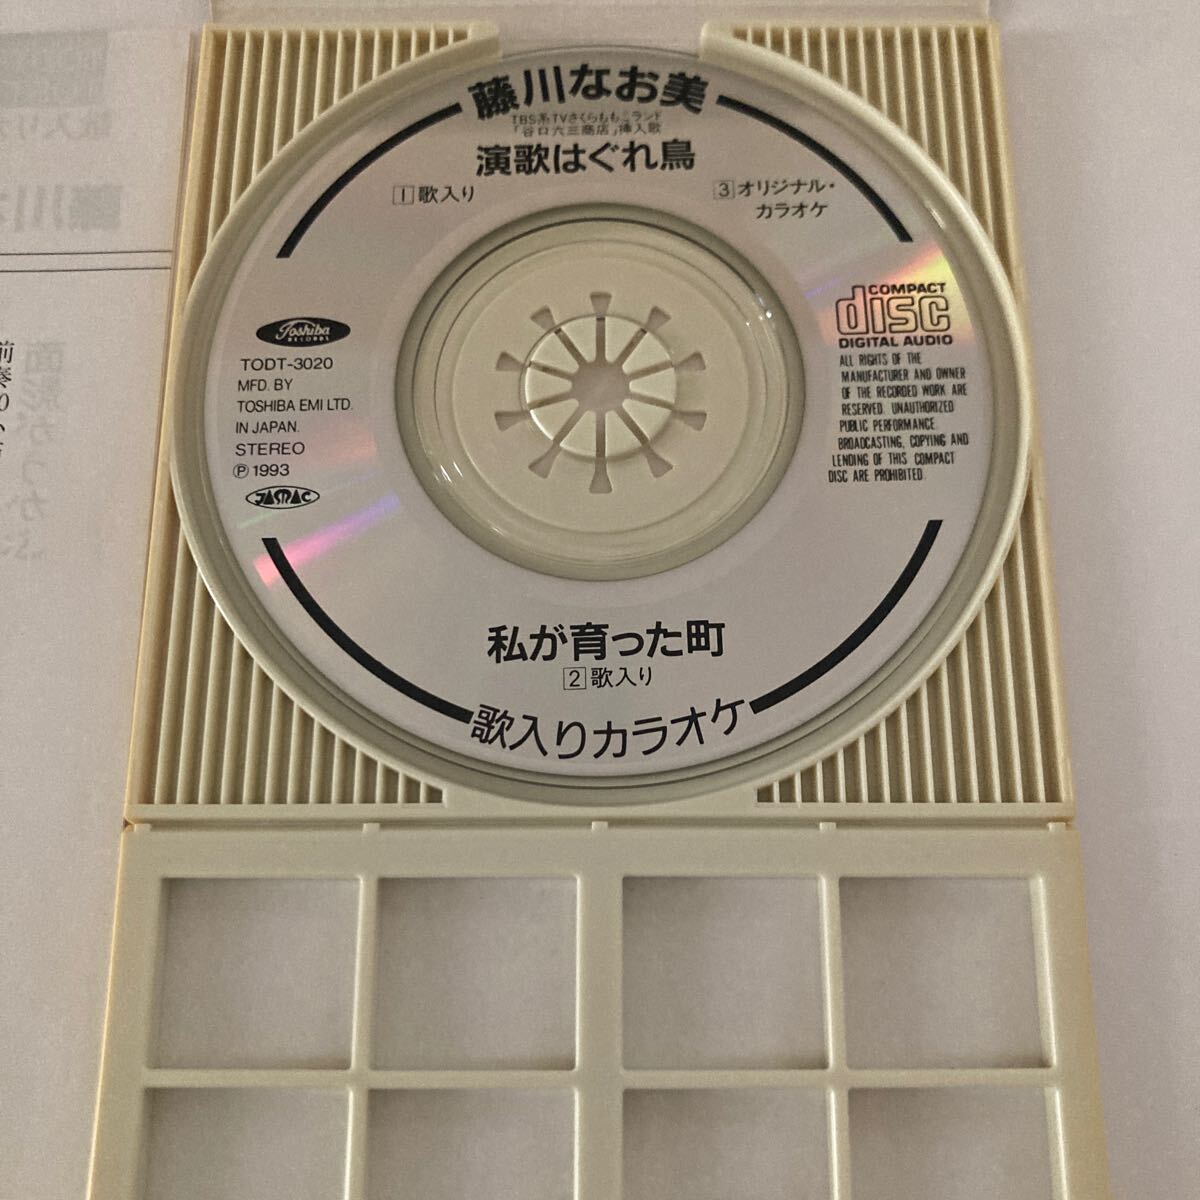 藤川なお美
TBS系TVさくらももこランド
「谷口六三商店」挿入歌
演歌はぐれ鳥
1 歌入り
3 オリジナル・
カラオケ
Toshiba
RECORDS
TODT-3020
MFD. BY
TOSHIBA EMI LTD.
IN JAPAN.
STEREO
Ⓟ 1993
JASRAC
COMPACT
disc
DIGITAL AUDIO
ALL RIGHTS OF THE
MANUFACTURER AND OWNER
OF THE RECORDED WORK ARE
RESERVED. UNAUTHORIZED
PUBLIC PERFORMANCE.
BROADCASTING, COPYING AND
LENDING OF THIS COMPACT
DISC ARE PROHIBITED.
私が育った町
2 歌入り
歌入りカラオケ
前奏